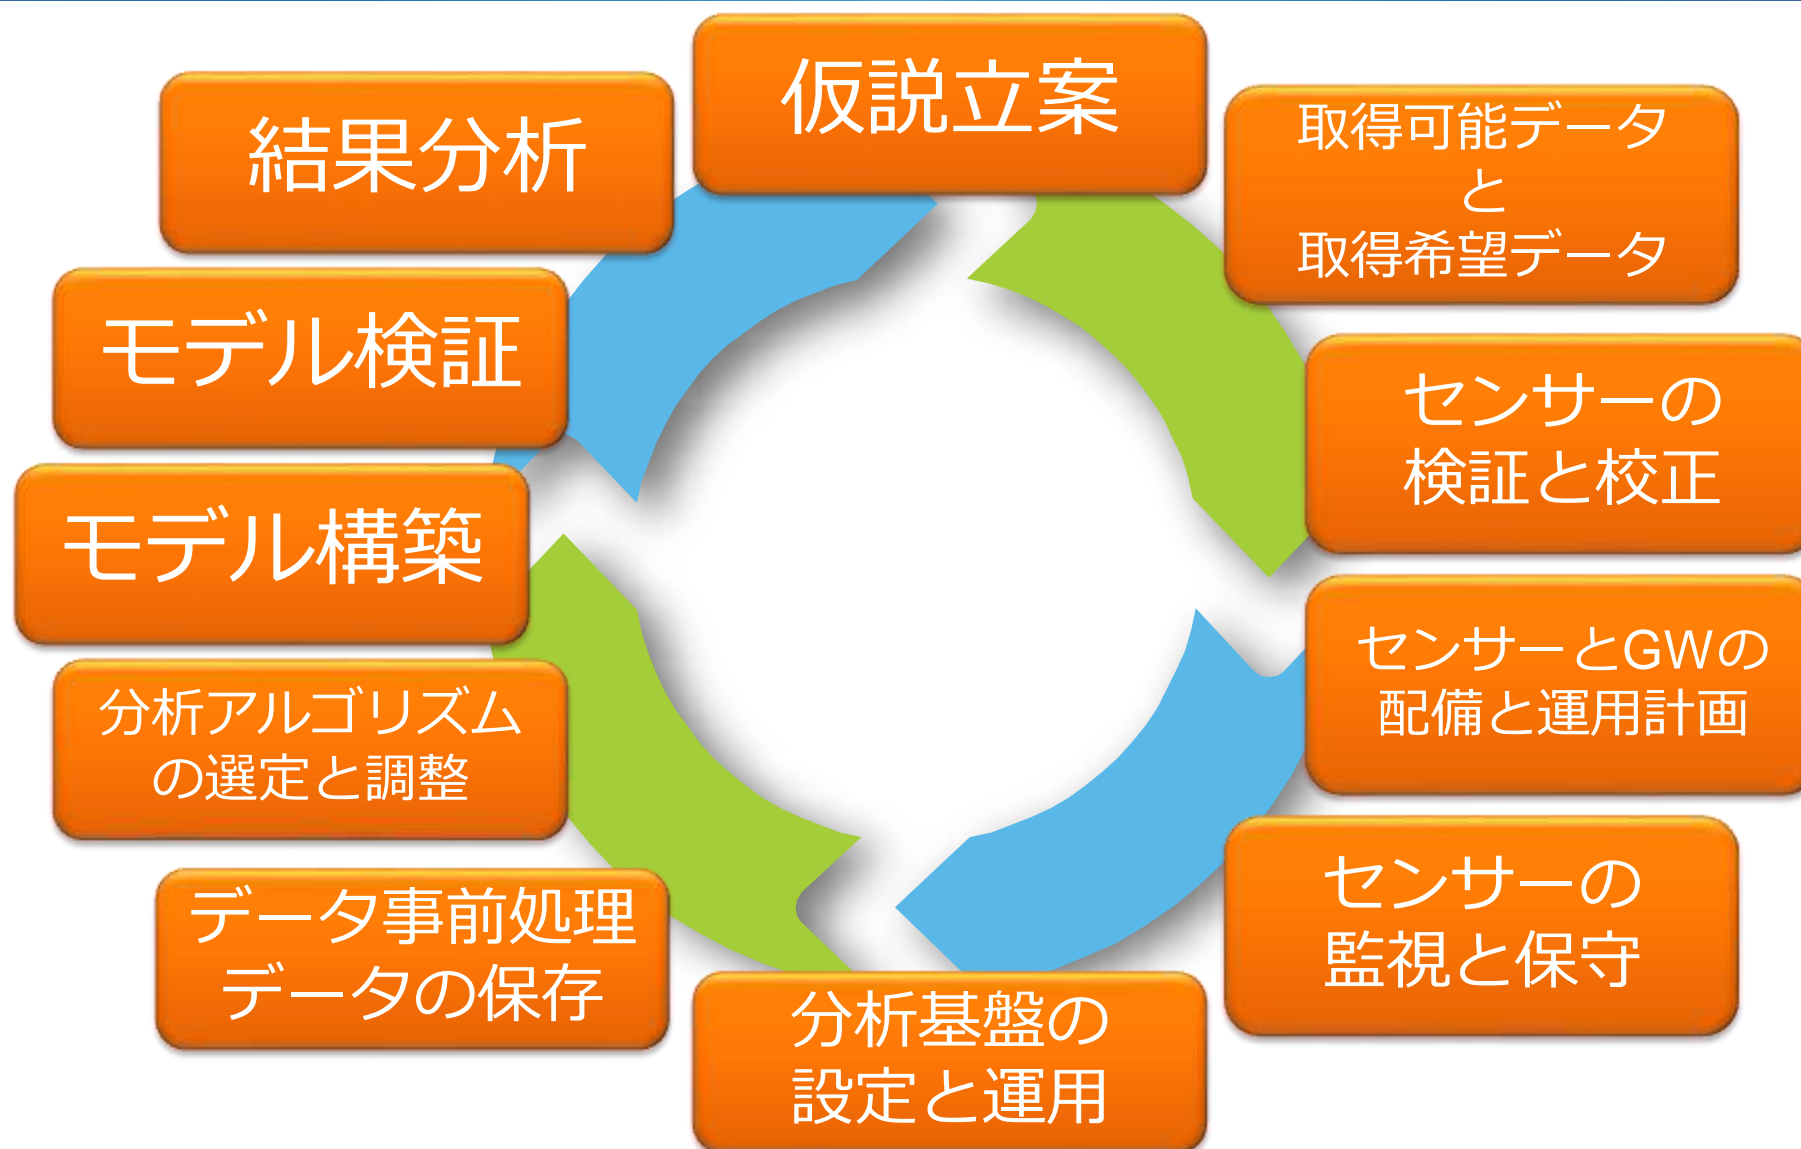 仮説立案
取得可能データ
と
取得希望データ
センサーの
検証と校正
センサーとGWの
配備と運用計画
センサーの
監視と保守
分析基盤の
設定と運用
データ事前処理
データの保存
分析アルゴリズム
の選定と調整
モデル構築
モデル検証
結果分析